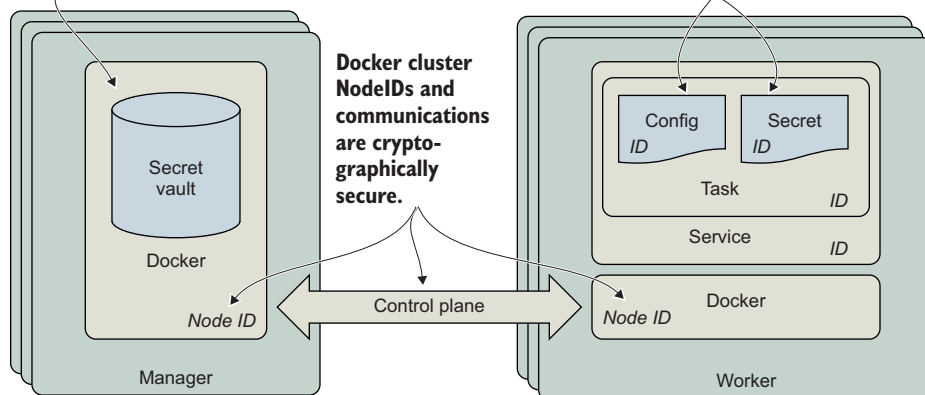 Docker cluster
NodeIDs and
communications
are crypto-
graphically
secure.
Secret
vault
Docker
Node ID
Manager
Control plane
Config
ID
Secret
ID
Task
ID
Service
ID
Docker
Node ID
Worker